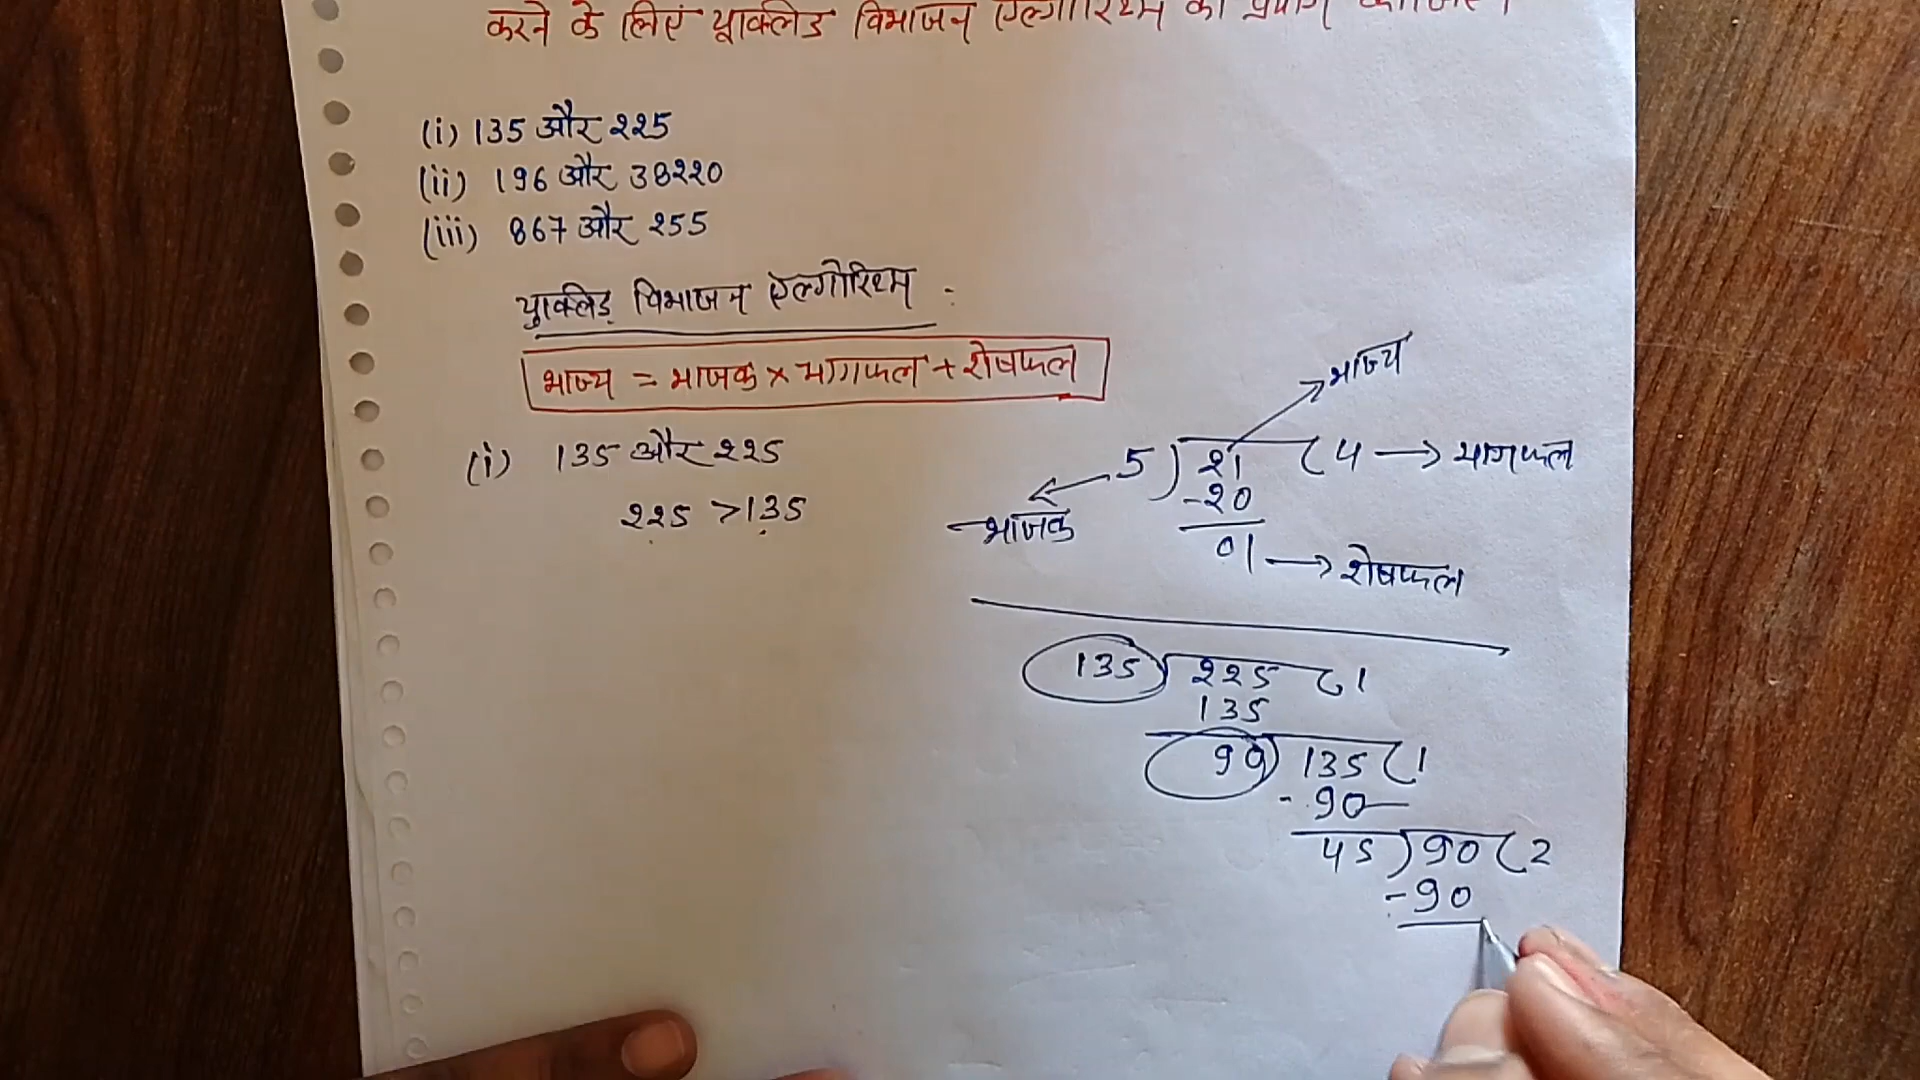 करने के लिए यूक्लिड विभाजन एल्गोरिथ्म का प्रयोग कीजिए।
(i) 135 और 225
(ii) 196 और 38220
(iii) 867 और 255
युक्लिड विभाजन ऐल्गोरिथ्म :
भाज्य = भाजक × भागफल + शेषफल
(i) 135 और 225
225 > 135
भाज्य
5) 21 (4 → भागफल
-20
भाजक
01 → शेषफल
135) 225 (1
135
90) 135 (1
- 90
45) 90 (2
-90